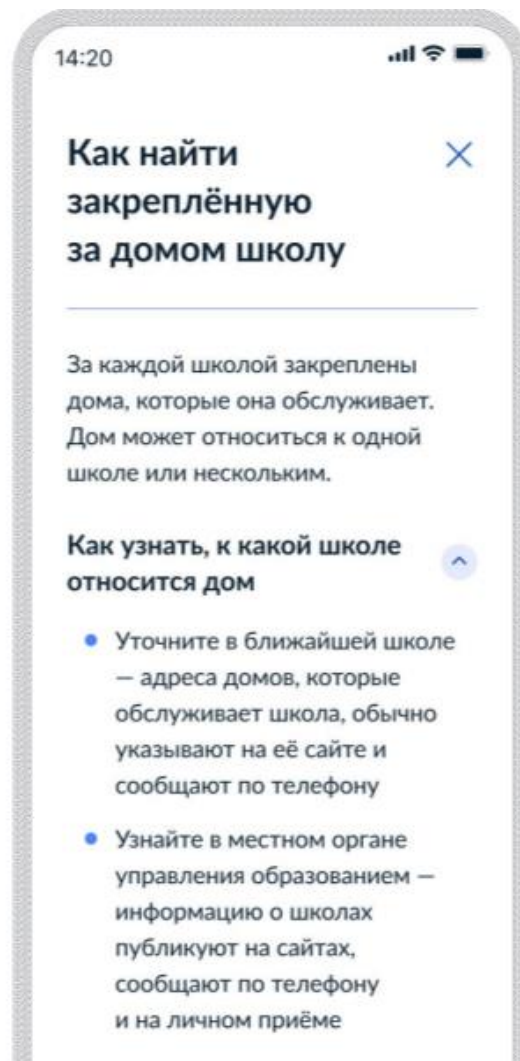 14:20
Как найти
закреплённую
за домом школу
За каждой школой закреплены
дома, которые она обслуживает.
Дом может относиться к одной
школе или нескольким.
Как узнать, к какой школе
относится дом
Уточните в ближайшей школе
— адреса домов, которые
обслуживает школа, обычно
указывают на её сайте и
сообщают по телефону
Узнайте в местном органе
управления образованием —
информацию о школах
публикуют на сайтах,
сообщают по телефону
и на личном приёме